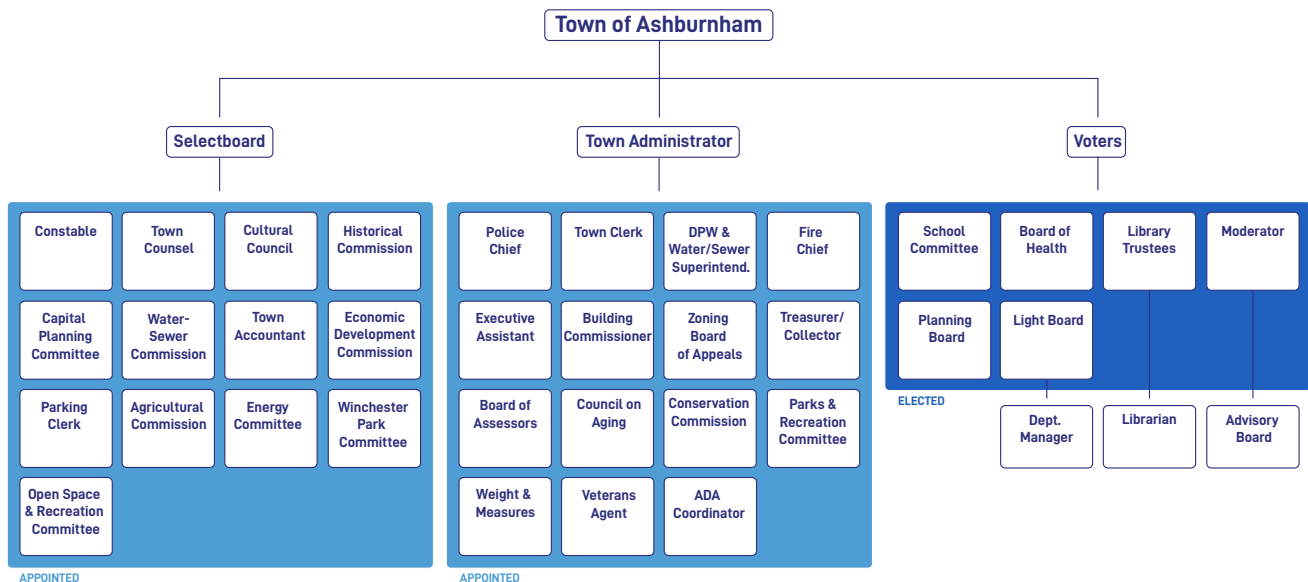 Town of Ashburnham
Selectboard
Town Administrator
Voters
Constable
Town
Counsel
Cultural
Council
Historical
Commission
Capital
Planning
Committee
Water-
Sewer
Commission
Town
Accountant
Economic
Development
Commission
Parking
Clerk
Agricultural
Commission
Energy
Committee
Winchester
Park
Committee
Open Space
& Recreation
Committee
APPOINTED
Police
Chief
Town Clerk
DPW &
Water/Sewer
Superintend.
Fire
Chief
Executive
Assistant
Building
Commissioner
Zoning
Board
of Appeals
Treasurer/
Collector
Board of
Assessors
Council on
Aging
Conservation
Commission
Parks &
Recreation
Committee
Weight &
Measures
Veterans
Agent
ADA
Coordinator
APPOINTED
School
Committee
Board of
Health
Library
Trustees
Moderator
Planning
Board
Light Board
ELECTED
Dept.
Manager
Librarian
Advisory
Board